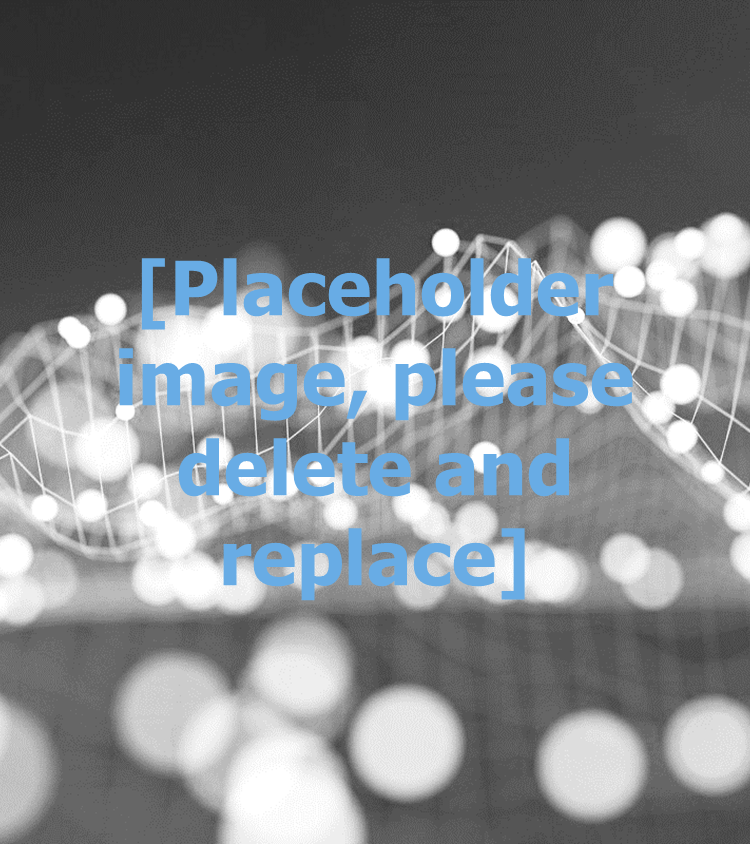 [Placeholder
image, please
delete and
replace]